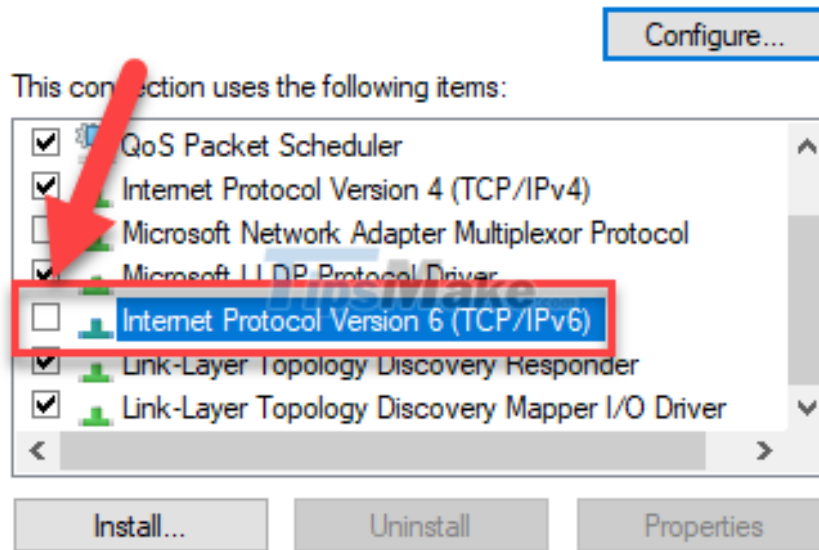 Configure...
This connection uses the following items:
QoS Packet Scheduler
Internet Protocol Version 4 (TCP/IPv4)
Microsoft Network Adapter Multiplexor Protocol
Microsoft LLDP Protocol Driver
TipsMake.com
Internet Protocol Version 6 (TCP/IPv6)
Link-Layer Topology Discovery Responder
Link-Layer Topology Discovery Mapper I/O Driver
Install...
Uninstall
Properties